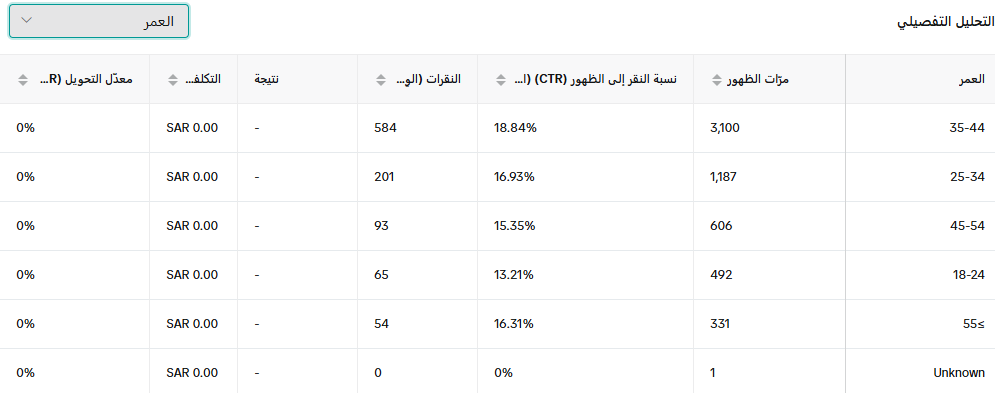 التحليل التفصيلي
العمر
العمر	مرّات الظهور	نسبة النقر إلى الظهور (CTR) (ا...	النقرات (الو...	نتيجة	التكلفـ...	معدّل التحويل (R...
35-44	3,100	18.84%	584	-	SAR 0.00	0%
25-34	1,187	16.93%	201	-	SAR 0.00	0%
45-54	606	15.35%	93	-	SAR 0.00	0%
18-24	492	13.21%	65	-	SAR 0.00	0%
≥55	331	16.31%	54	-	SAR 0.00	0%
Unknown	1	0%	0	-	SAR 0.00	0%